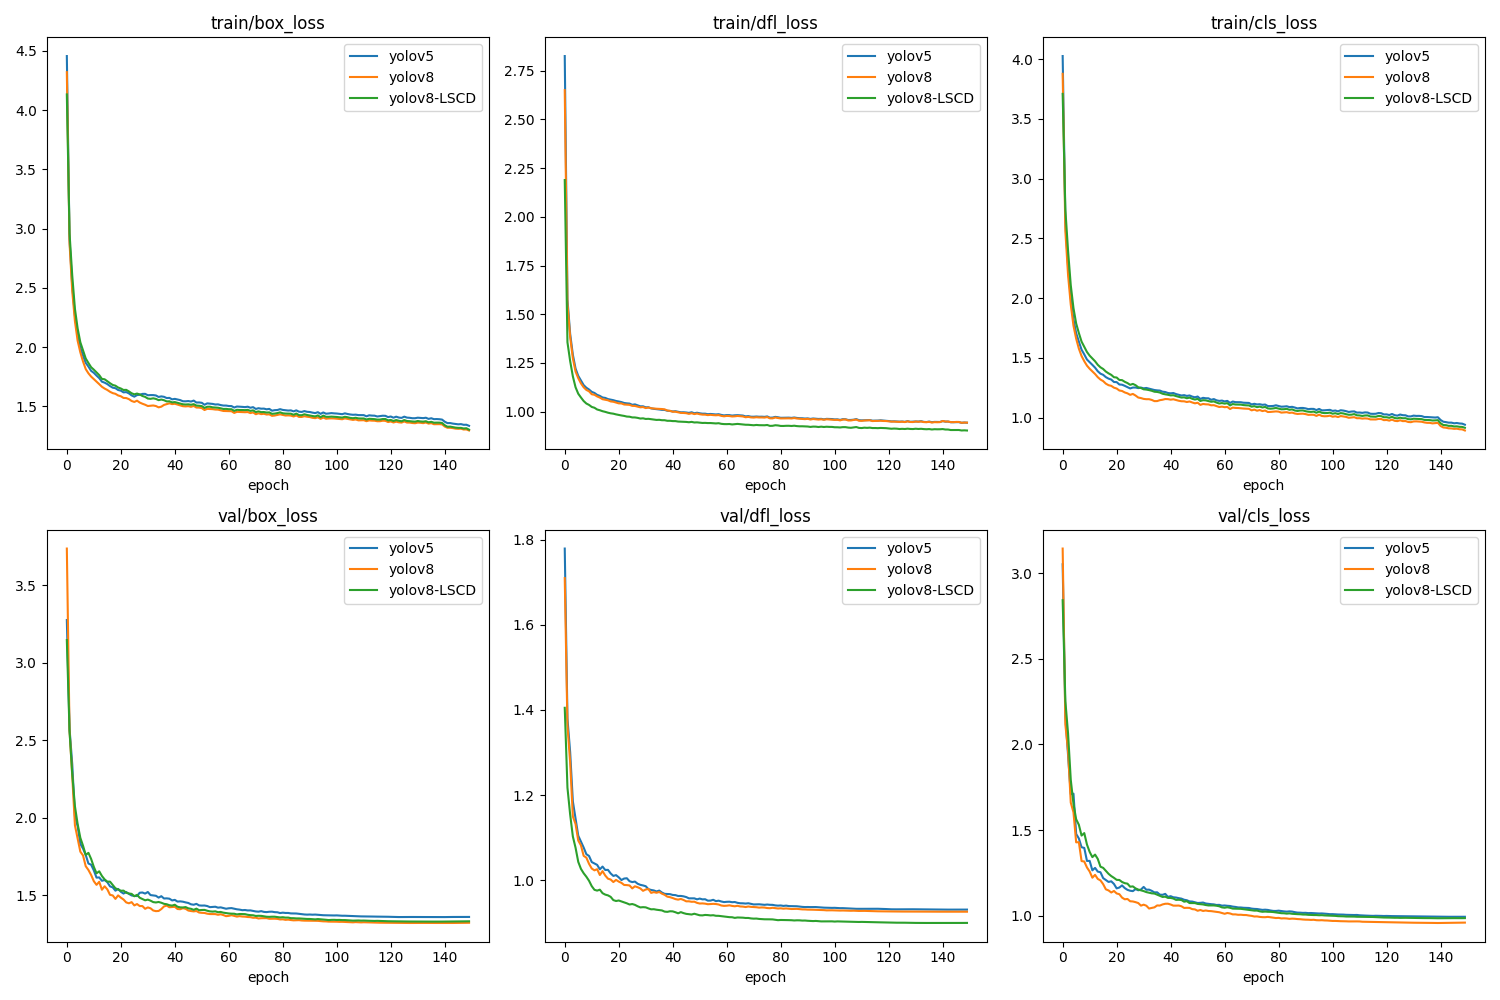 train/box_loss
yolov5
yolov8
yolov8-LSCD
4.5
4.0
3.5
3.0
2.5
2.0
1.5
0 20 40 60 80 100 120 140
epoch
train/dfl_loss
yolov5
yolov8
yolov8-LSCD
2.75
2.50
2.25
2.00
1.75
1.50
1.25
1.00
0 20 40 60 80 100 120 140
epoch
train/cls_loss
yolov5
yolov8
yolov8-LSCD
4.0
3.5
3.0
2.5
2.0
1.5
1.0
0 20 40 60 80 100 120 140
epoch
val/box_loss
yolov5
yolov8
yolov8-LSCD
3.5
3.0
2.5
2.0
1.5
0 20 40 60 80 100 120 140
epoch
val/dfl_loss
yolov5
yolov8
yolov8-LSCD
1.8
1.6
1.4
1.2
1.0
0 20 40 60 80 100 120 140
epoch
val/cls_loss
yolov5
yolov8
yolov8-LSCD
3.0
2.5
2.0
1.5
1.0
0 20 40 60 80 100 120 140
epoch